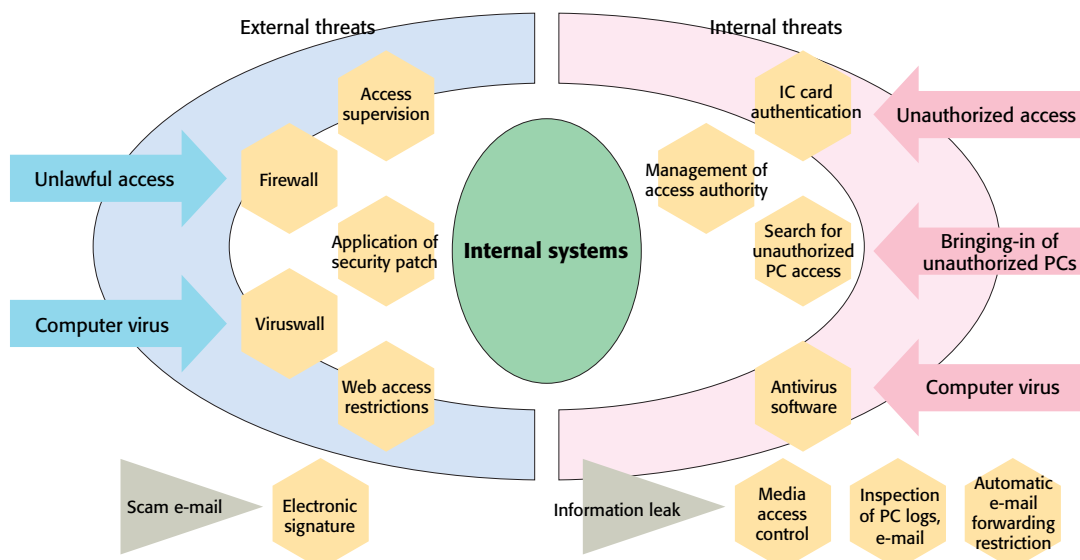 External threats
Internal threats
Access
supervision
IC card
authentication
Unlawful access
Firewall
Management of
access authority
Unauthorized access
Application of
security patch
Internal systems
Search for
unauthorized
PC access
Bringing-in of
unauthorized PCs
Computer virus
Viruswall
Web access
restrictions
Antivirus
software
Computer virus
Scam e-mail
Electronic
signature
Information leak
Media
access
control
Inspection
of PC logs,
e-mail
Automatic
e-mail
forwarding
restriction